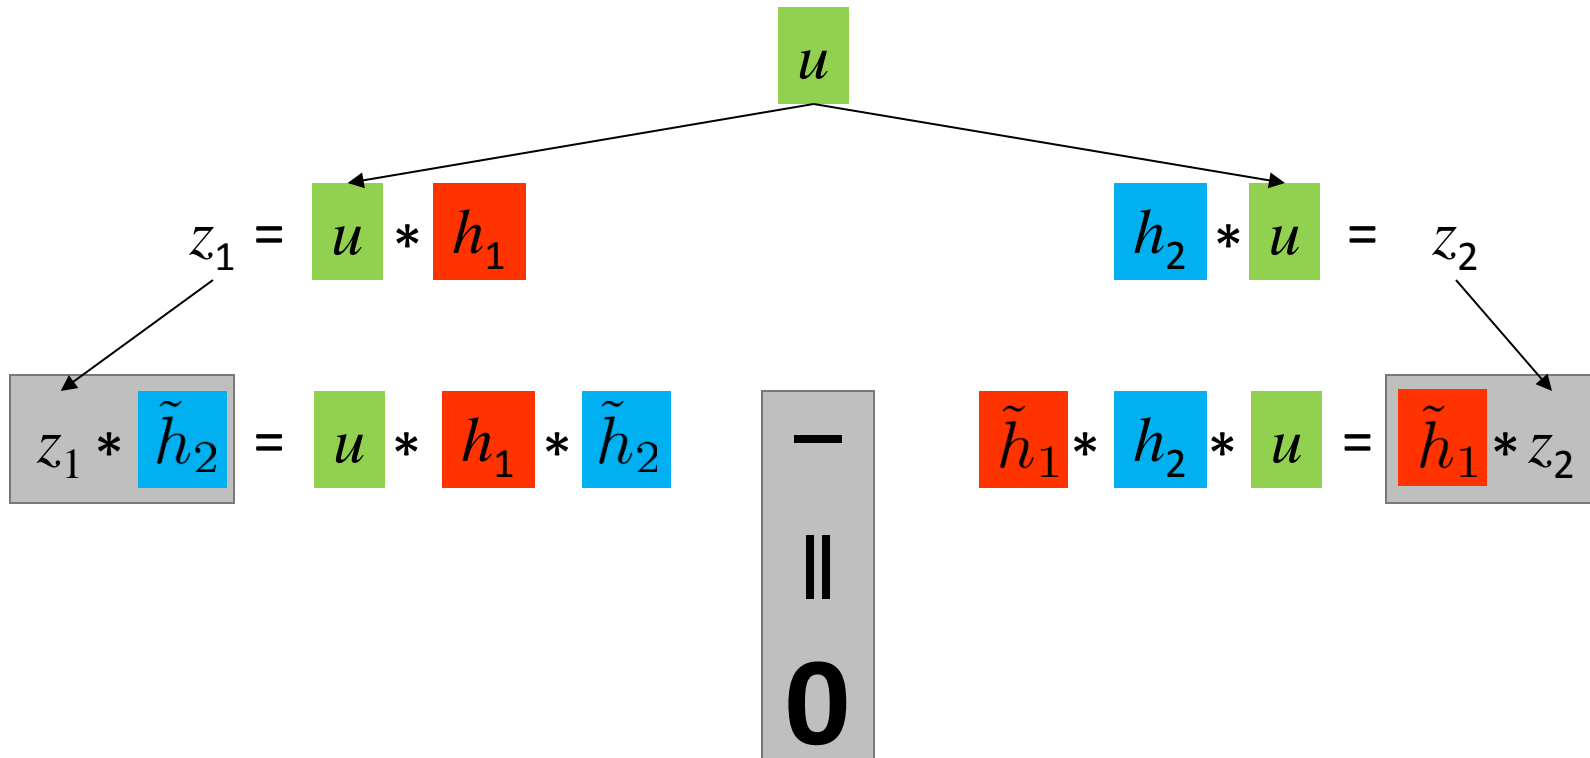 u
z₁ = u * h₁ h₂ * u = z₂
z₁ * h̃₂ = u * h₁ * h̃₂ − h̃₁ * h₂ * u = h̃₁ * z₂
=
0